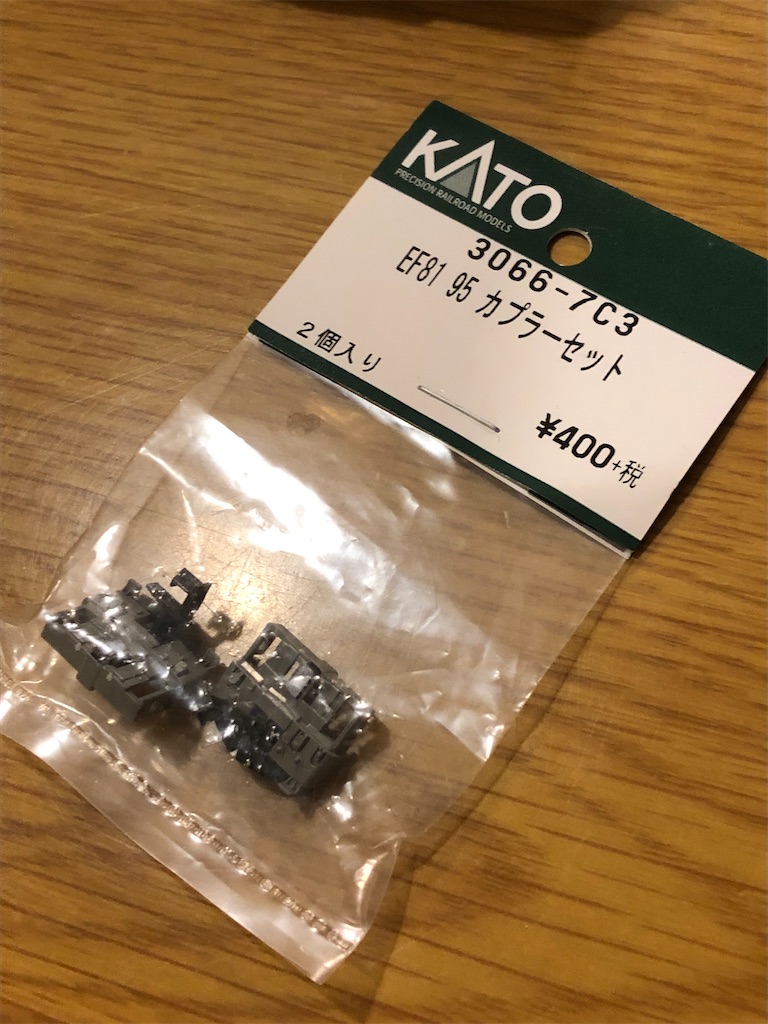 KATO
PRECISION RAILROAD MODELS
3066-7C3
EF81 95 カプラーセット
2個入り
¥400+税